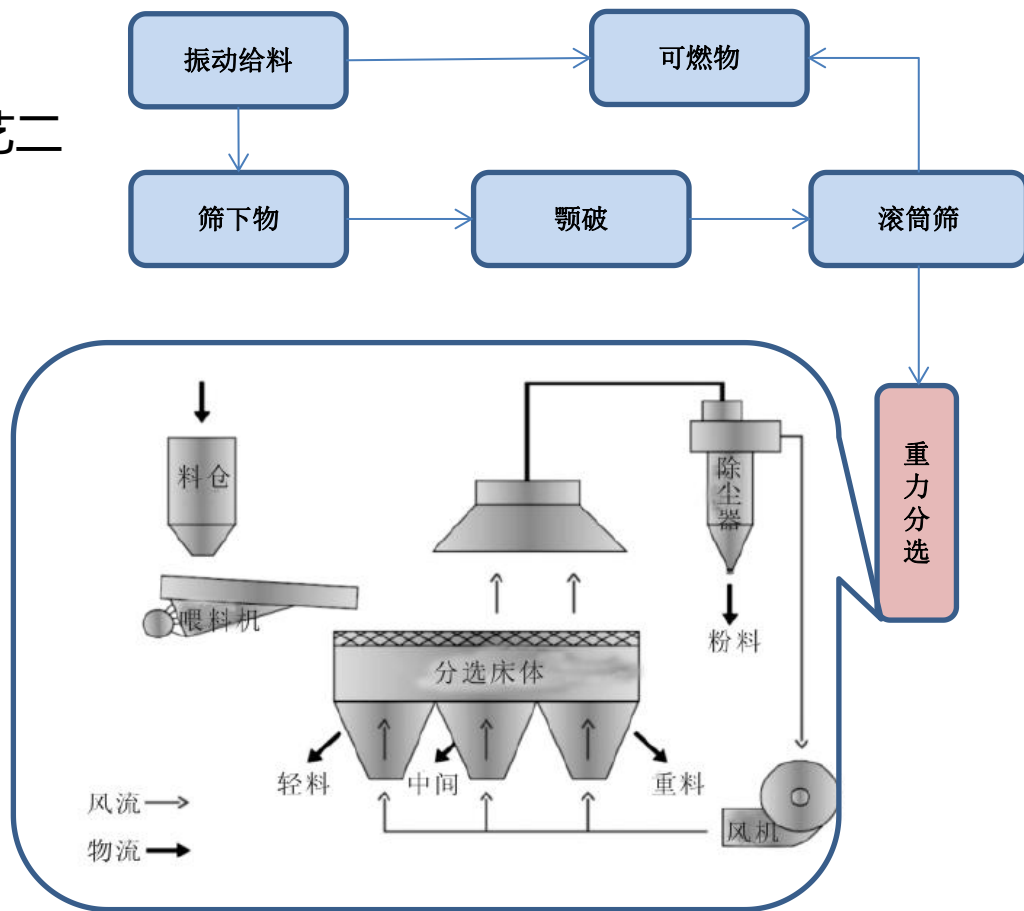 振动给料
可燃物
艺二
筛下物
颚破
滚筒筛
重力分选
料仓
除尘器
喂料机
粉料
分选床体
轻料
中间
重料
风流
物流
风机